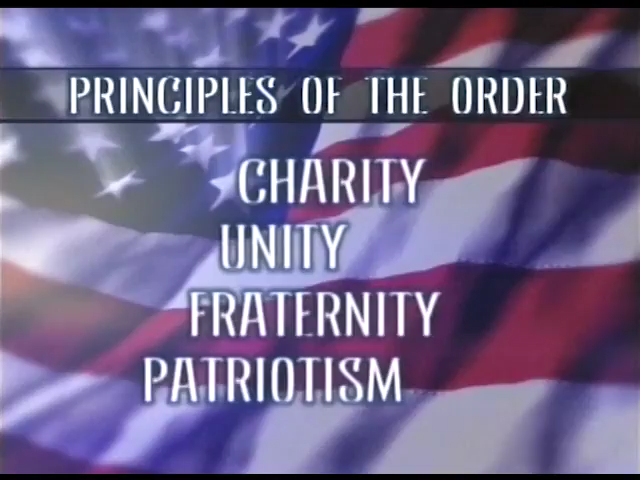 PRINCIPLES OF THE ORDER
CHARITY
UNITY
FRATERNITY
PATRIOTISM